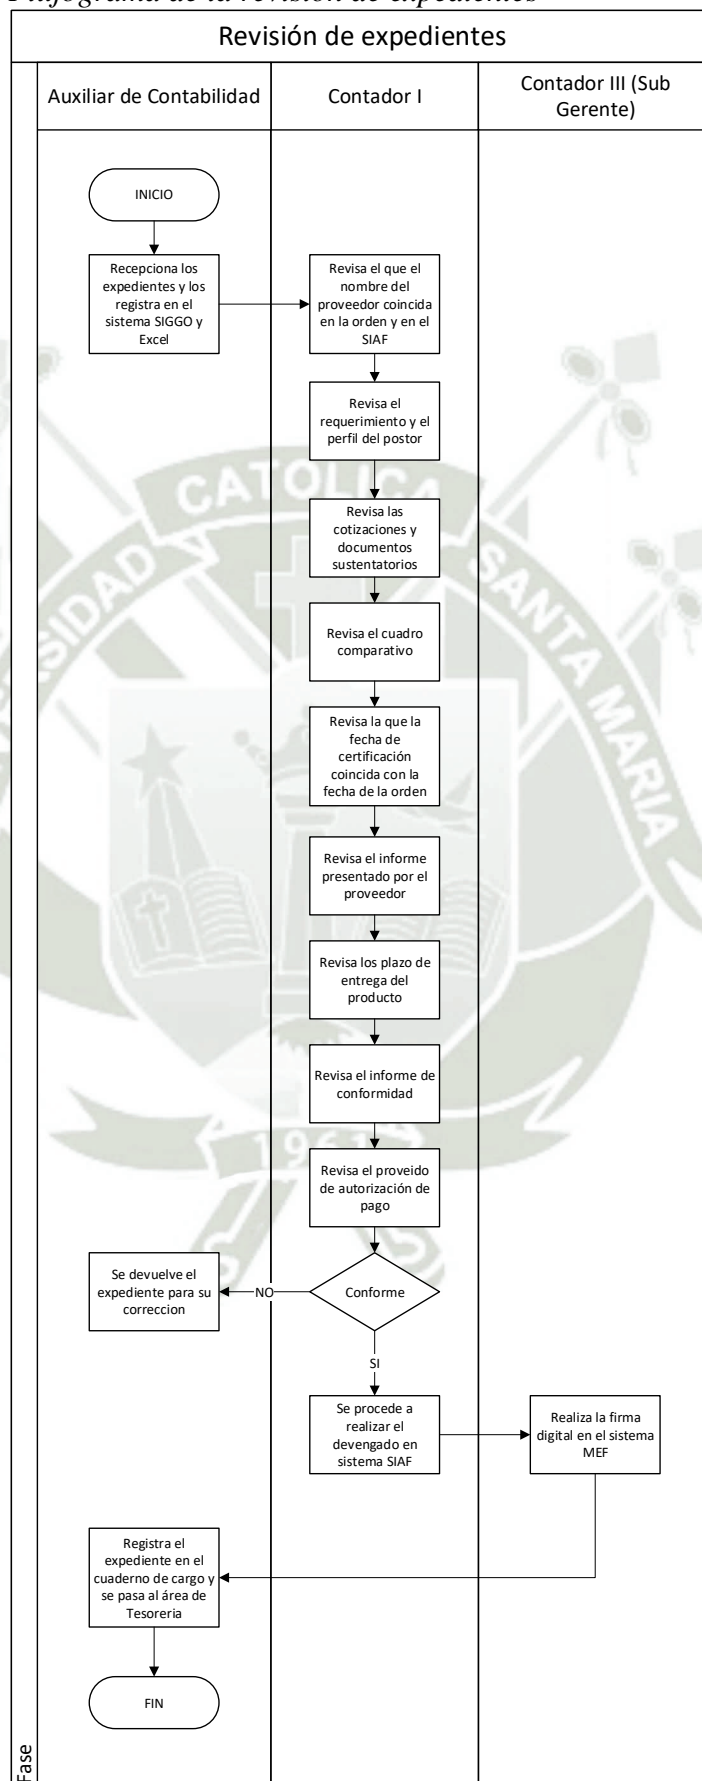 Flujograma de la revisión de expedientes
Revisión de expedientes
Auxiliar de Contabilidad
Contador I
Contador III (Sub
Gerente)
INICIO
Recepciona los
expedientes y los
registra en el
sistema SIGGO y
Excel
Revisa el que el
nombre del
proveedor coincida
en la orden y en el
SIAF
Revisa el
requerimiento y el
perfil del postor
Revisa las
cotizaciones y
documentos
sustentatorios
Revisa el cuadro
comparativo
Revisa la que la
fecha de
certificación
coincida con la
fecha de la orden
Revisa el informe
presentado por el
proveedor
Revisa los plazo de
entrega del
producto
Revisa el informe de
conformidad
Revisa el proveido
de autorización de
pago
Conforme
NO
Se devuelve el
expediente para su
correccion
SI
Se procede a
realizar el
devengado en
sistema SIAF
Realiza la firma
digital en el sistema
MEF
Registra el
expediente en el
cuaderno de cargo y
se pasa al área de
Tesoreria
FIN
Fase
CATOLICA
SANTA MARIA
1961